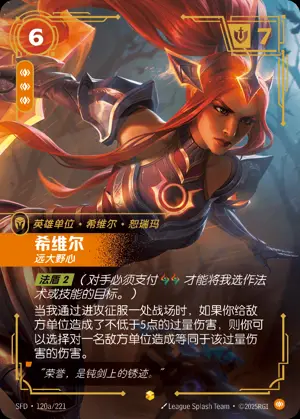 6
7
英雄单位・希维尔・恕瑞玛
希维尔
远大野心
法盾 2 (对手必须支付 才能将我选作法
术或技能的目标。)
当我通过进攻征服一处战场时，如果你给敌
方单位造成了不低于5点的过量伤害，则你可
以选择对一名敌方单位造成等同于该过量伤
害的伤害。
“荣誉，是钝剑上的锈迹。”
SFD・120a/221
League Splash Team ©2025RGI